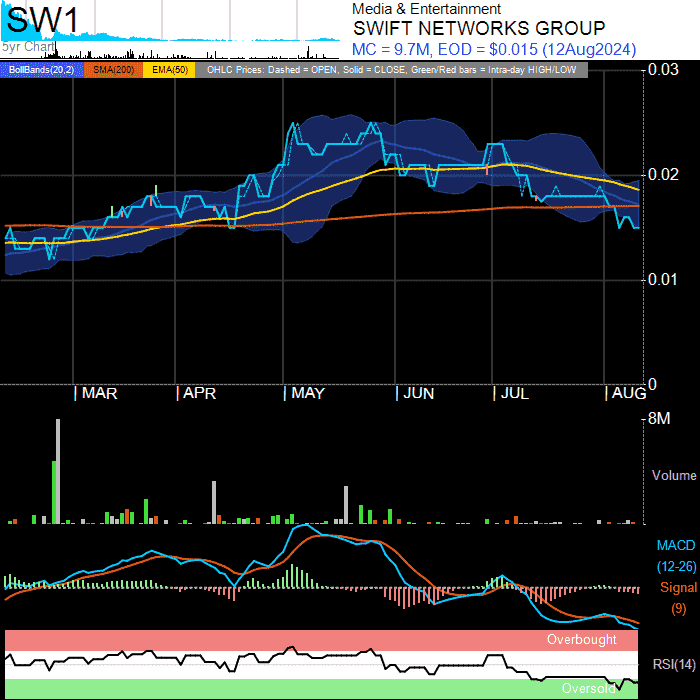 SW1
5yr Chart
Media & Entertainment
SWIFT NETWORKS GROUP
MC = 9.7M, EOD = $0.015 (12Aug2024)
BollBands(20,2) SMA(200) EMA(50) OHLC Prices: Dashed = OPEN, Solid = CLOSE, Green/Red bars = Intra-day HIGH/LOW
0.03
0.02
0.01
0
MAR APR MAY JUN JUL AUG
8M
Volume
MACD
(12-26)
Signal
(9)
Overbought
RSI(14)
Oversold